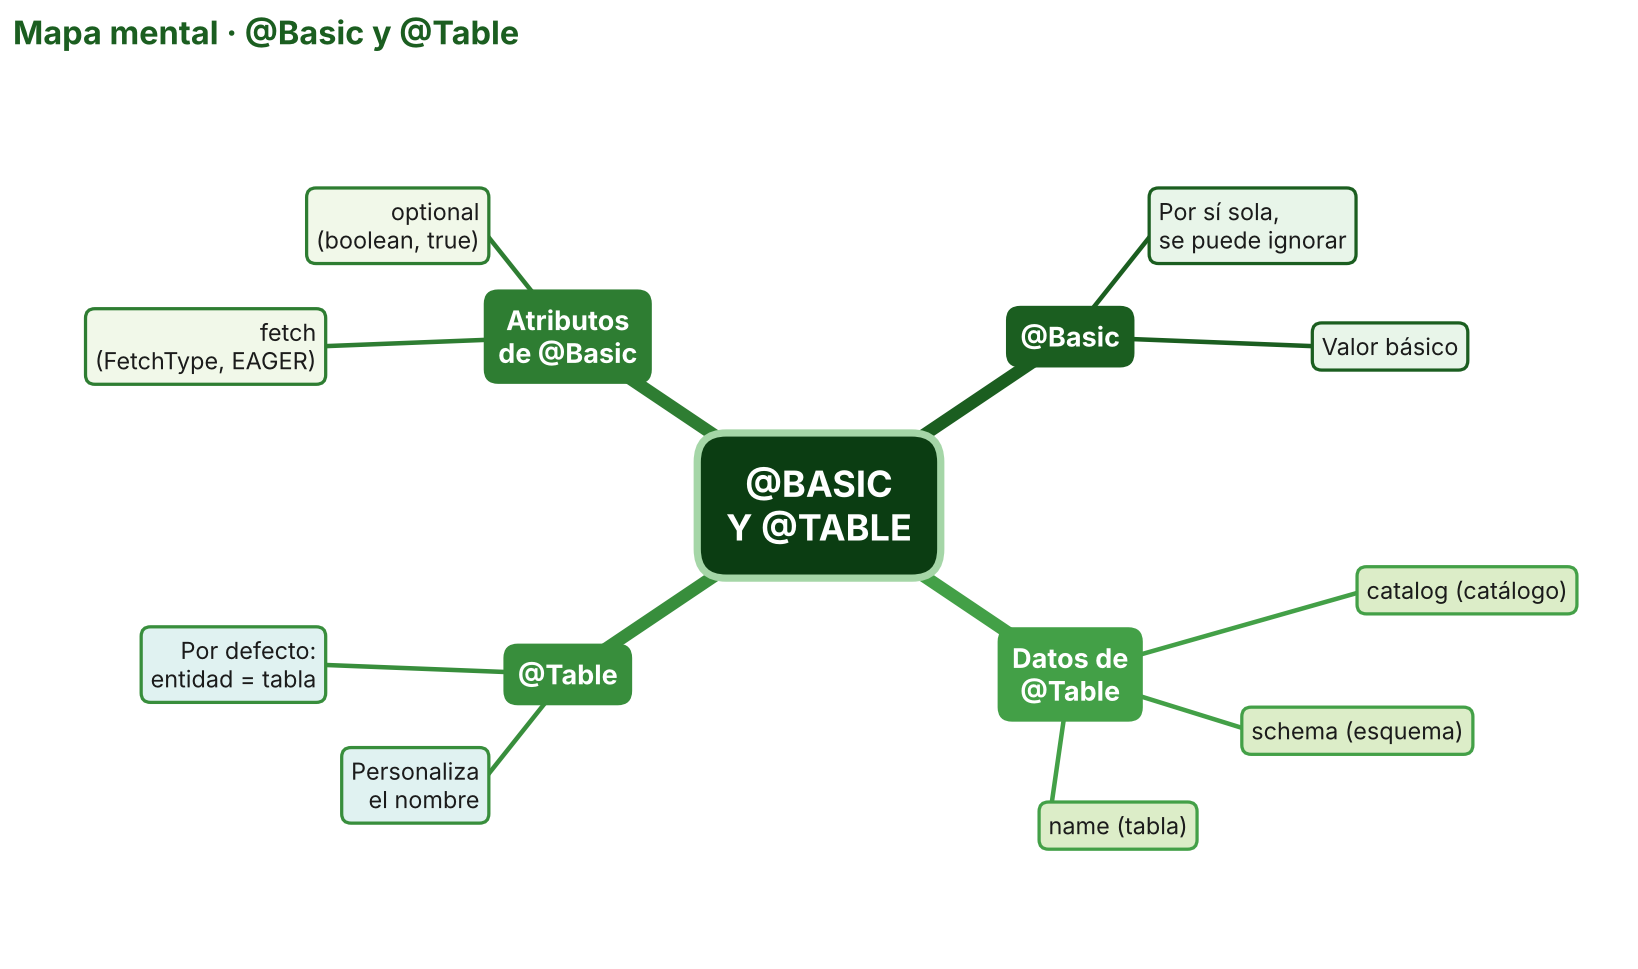 Mapa mental · @Basic y @Table
optional
(boolean, true)
fetch
(FetchType, EAGER)
Atributos
de @Basic
Por sí sola,
se puede ignorar
@Basic
Valor básico
@BASIC
Y @TABLE
Por defecto:
entidad = tabla
@Table
Personaliza
el nombre
Datos de
@Table
catalog (catálogo)
schema (esquema)
name (tabla)